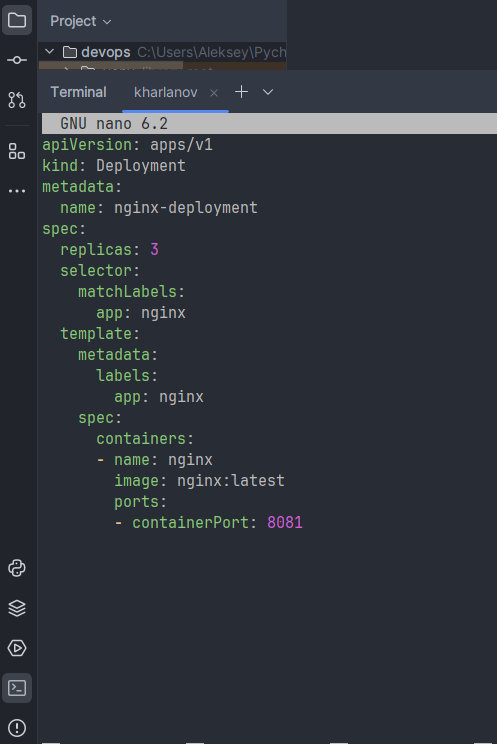 Project
devops C:\Users\Aleksey\Pych
Terminal kharlanov
GNU nano 6.2
apiVersion: apps/v1
kind: Deployment
metadata:
  name: nginx-deployment
spec:
  replicas: 3
  selector:
    matchLabels:
      app: nginx
  template:
    metadata:
      labels:
        app: nginx
    spec:
      containers:
      - name: nginx
        image: nginx:latest
        ports:
        - containerPort: 8081